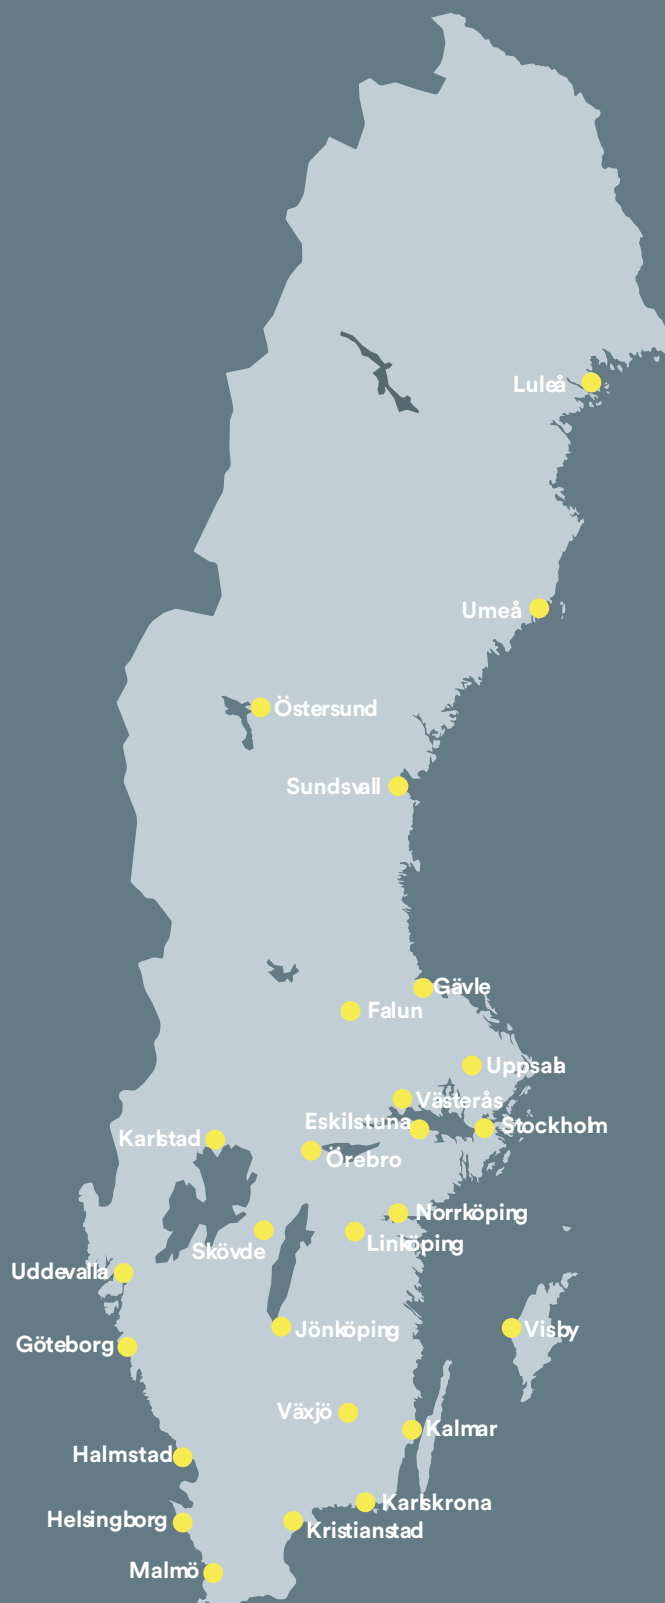 Luleå
Umeå
Östersund
Sundsvall
Gävle
Falun
Uppsala
Västerås
Eskilstuna
Stockholm
Karlstad
Örebro
Norrköping
Linköping
Skövde
Uddevalla
Jönköping
Visby
Göteborg
Växjö
Kalmar
Halmstad
Karlskrona
Helsingborg
Kristianstad
Malmö